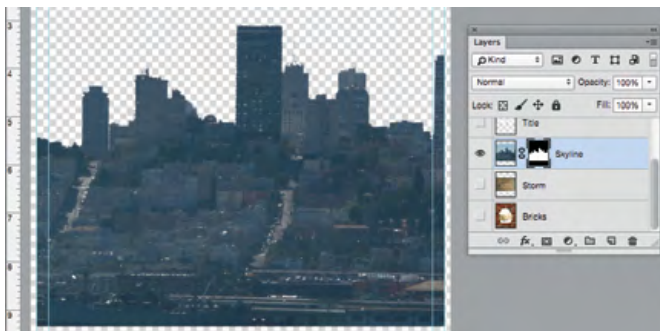 3
4
5
6
7
8
9
Layers
Kind
T
Normal
Opacity: 100%
Lock:
Fill: 100%
Title
Skyline
Storm
Bricks
fx